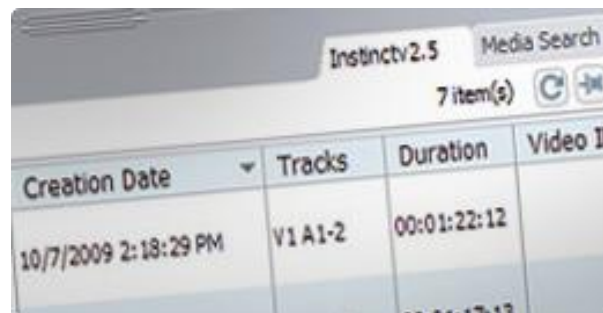 Instinctv2.5 Media Search
7 item(s)
Creation Date Tracks Duration Video
10/7/2009 2:18:29 PM V1 A1-2 00:01:22:12